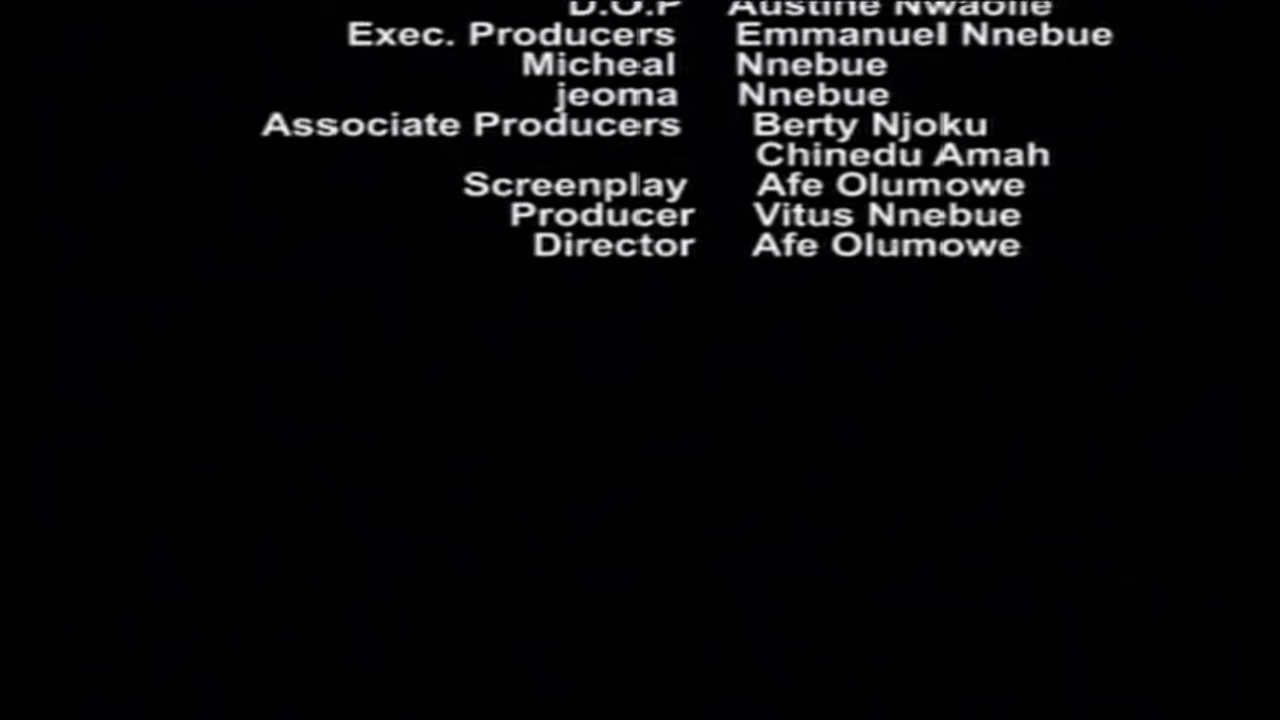 D.O.P Austine
Exec. Producers Emmanuel Nnebue
Micheal Nnebue
jeoma Nnebue
Associate Producers Berty Njoku
Chinedu Amah
Screenplay Afe Olumowe
Producer Vitus Nnebue
Director Afe Olumowe